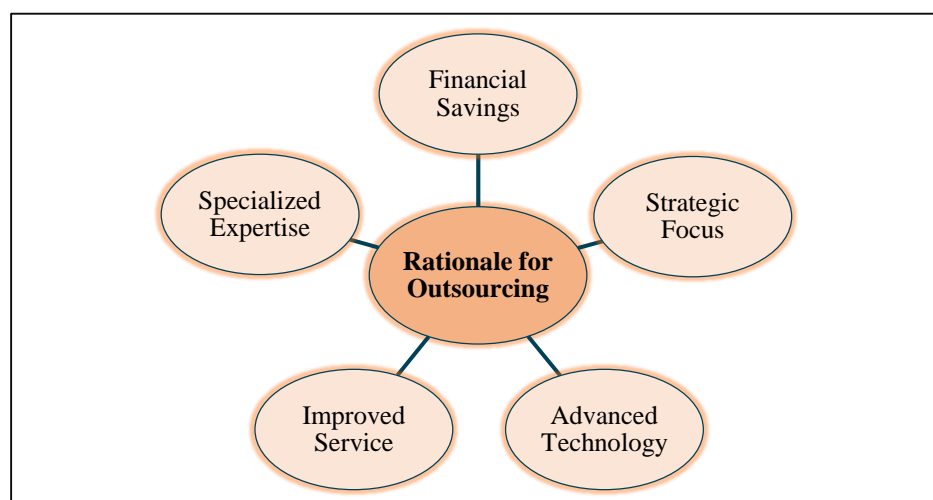 Financial
Savings
Specialized
Expertise
Strategic
Focus
Rationale for
Outsourcing
Improved
Service
Advanced
Technology